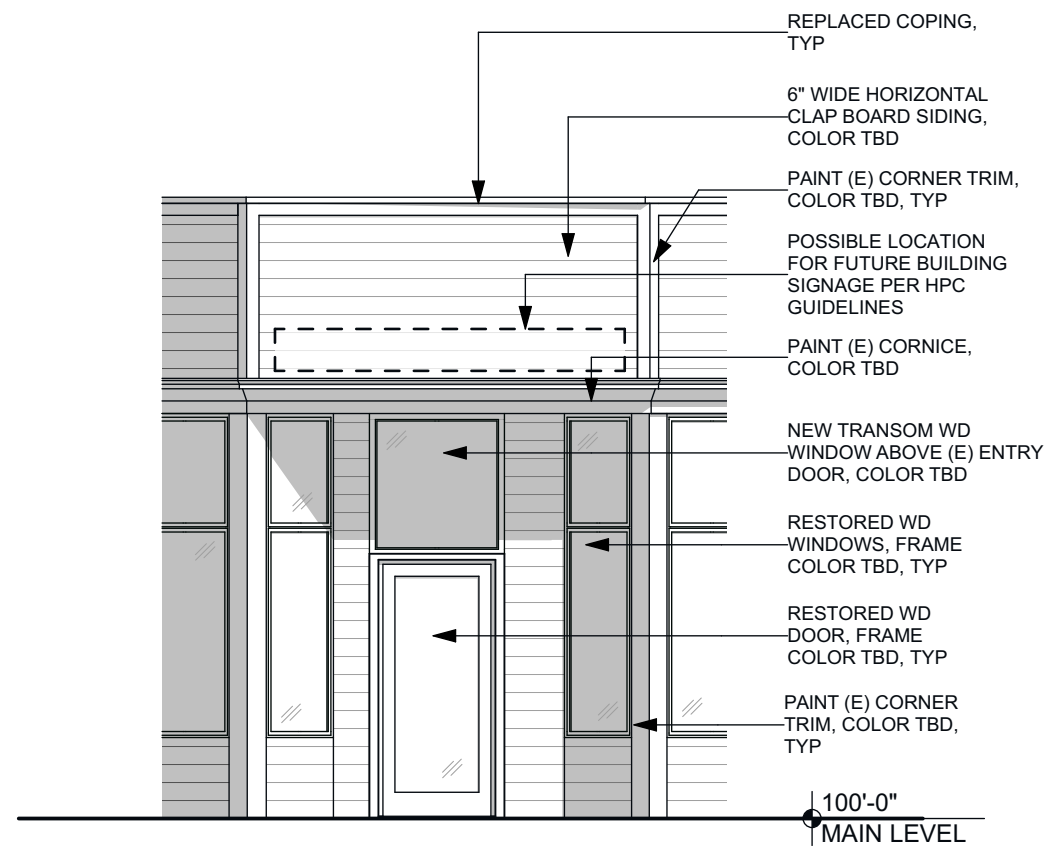 REPLACED COPING,
TYP
6" WIDE HORIZONTAL
CLAP BOARD SIDING,
COLOR TBD
PAINT (E) CORNER TRIM,
COLOR TBD, TYP
POSSIBLE LOCATION
FOR FUTURE BUILDING
SIGNAGE PER HPC
GUIDELINES
PAINT (E) CORNICE,
COLOR TBD
NEW TRANSOM WD
WINDOW ABOVE (E) ENTRY
DOOR, COLOR TBD
RESTORED WD
WINDOWS, FRAME
COLOR TBD, TYP
RESTORED WD
DOOR, FRAME
COLOR TBD, TYP
PAINT (E) CORNER
TRIM, COLOR TBD,
TYP
100'-0"
MAIN LEVEL